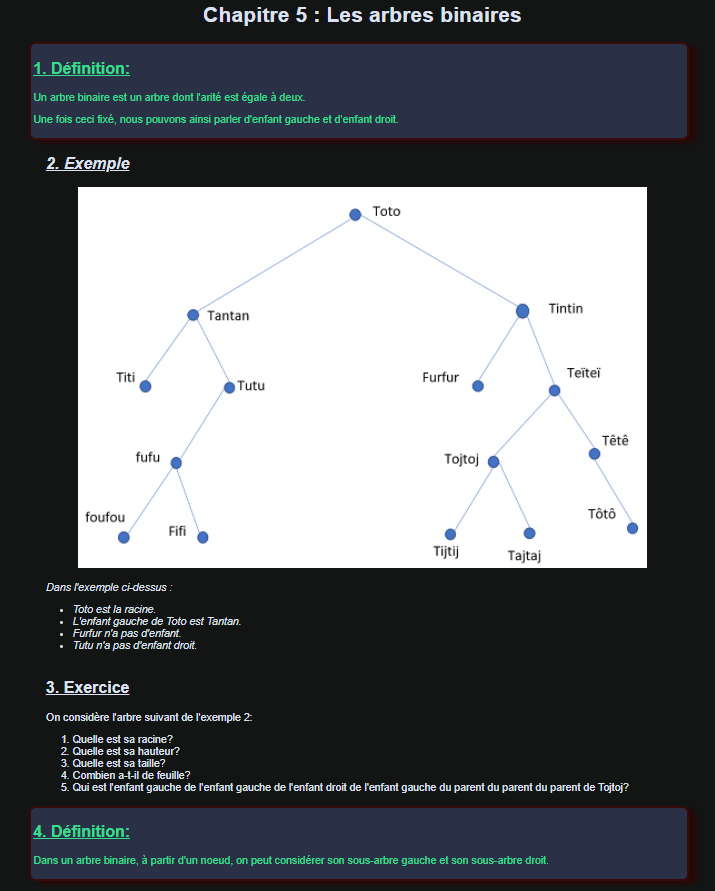 Chapitre 5 : Les arbres binaires
1. Définition:
Un arbre binaire est un arbre dont l'arité est égale à deux.
Une fois ceci fixé, nous pouvons ainsi parler d'enfant gauche et d'enfant droit.
2. Exemple
Toto
Tantan
Tintin
Titi
Tutu
Furfur
Teïteï
fufu
Tojtoj
Têtê
foufou
Fifi
Tôtô
Tijtij
Tajtaj
Dans l'exemple ci-dessus :
• Toto est la racine.
• L'enfant gauche de Toto est Tantan.
• Furfur n'a pas d'enfant.
• Tutu n'a pas d'enfant droit.
3. Exercice
On considère l'arbre suivant de l'exemple 2:
1. Quelle est sa racine?
2. Quelle est sa hauteur?
3. Quelle est sa taille?
4. Combien a-t-il de feuille?
5. Qui est l'enfant gauche de l'enfant gauche de l'enfant droit de l'enfant gauche du parent du parent du parent de Tojtoj?
4. Définition:
Dans un arbre binaire, à partir d'un noeud, on peut considérer son sous-arbre gauche et son sous-arbre droit.